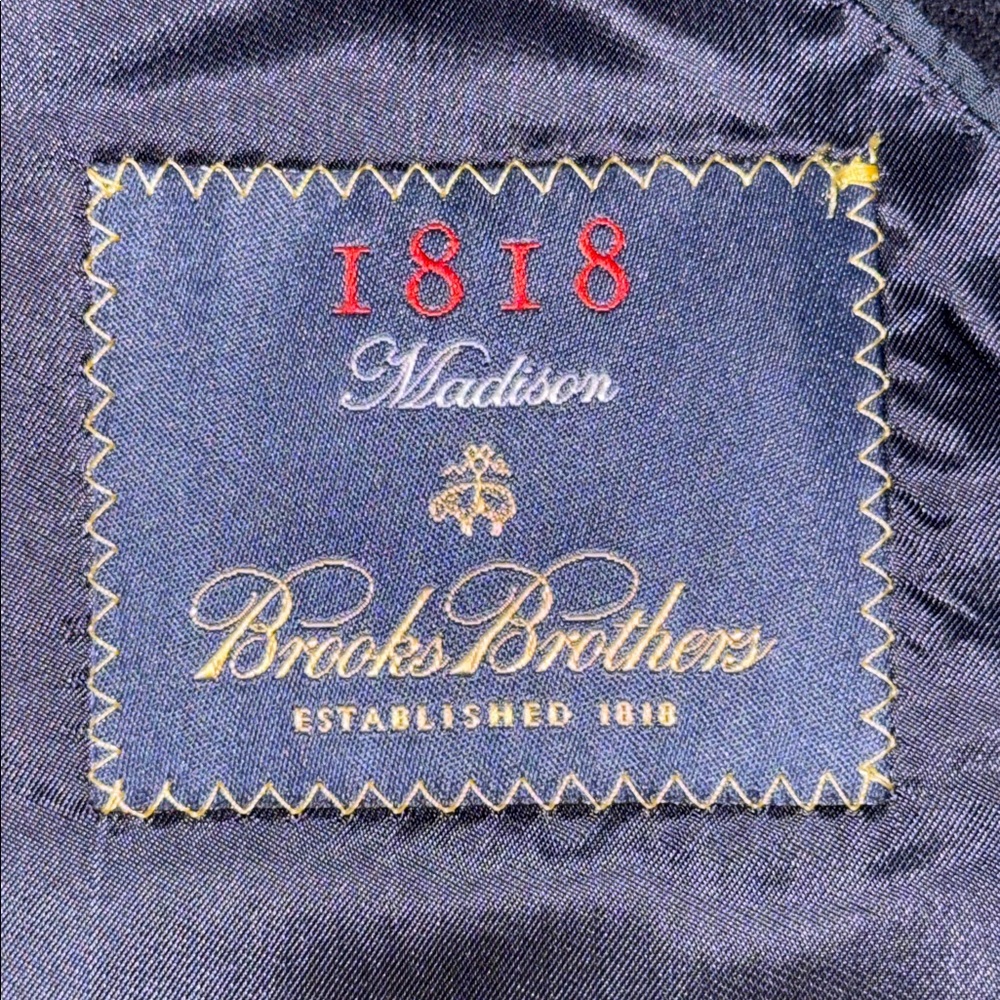 1818
Madison
Brooks Brothers
ESTABLISHED 1818